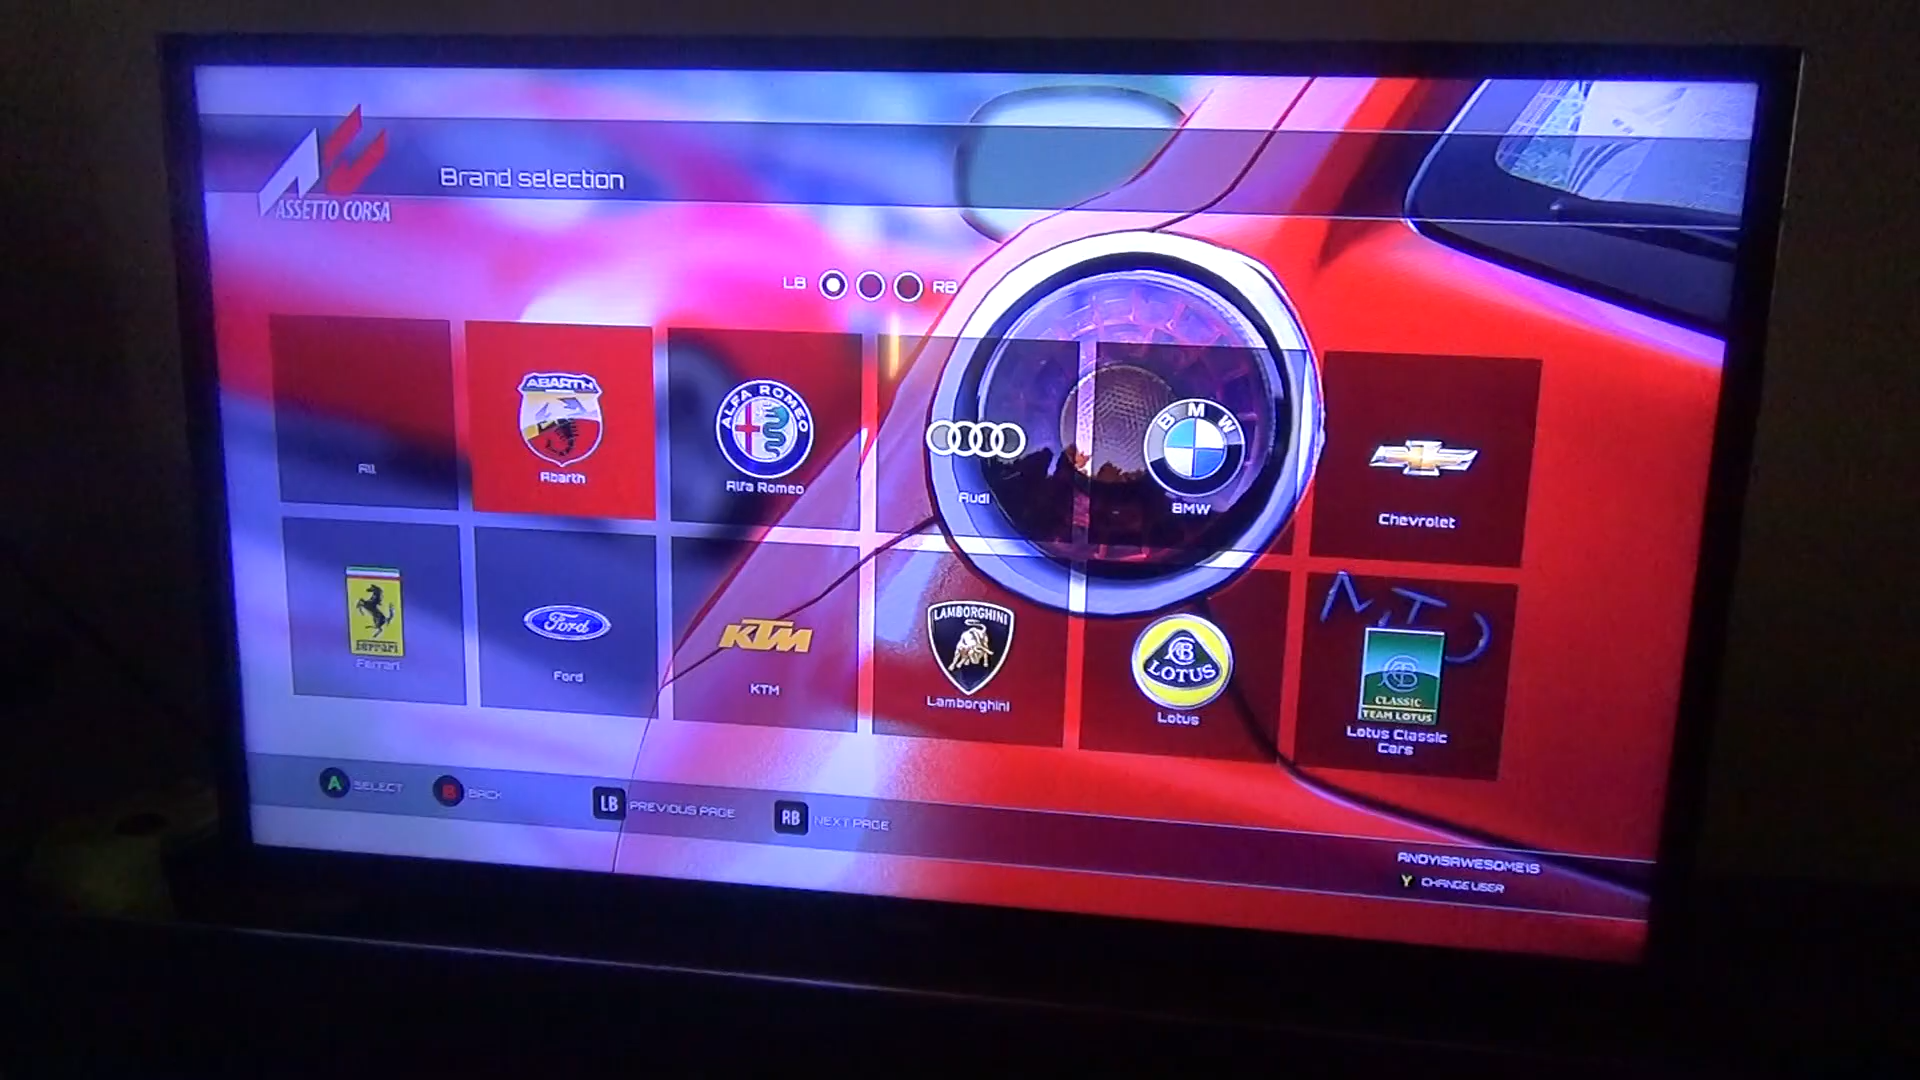 ASSETTO CORSA
Brand selection
LB RB
All
ABARTH
Abarth
ALFA ROMEO
Alfa Romeo
Audi
BMW
BMW
Chevrolet
Ferrari
Ferrari
Ford
Ford
KTM
KTM
LAMBORGHINI
Lamborghini
LOTUS
Lotus
CLASSIC
TEAM LOTUS
Lotus Classic
Cars
A SELECT B BACK LB PREVIOUS PAGE RB NEXT PAGE
ANDYISAWESOME19
Y CHANGE USER